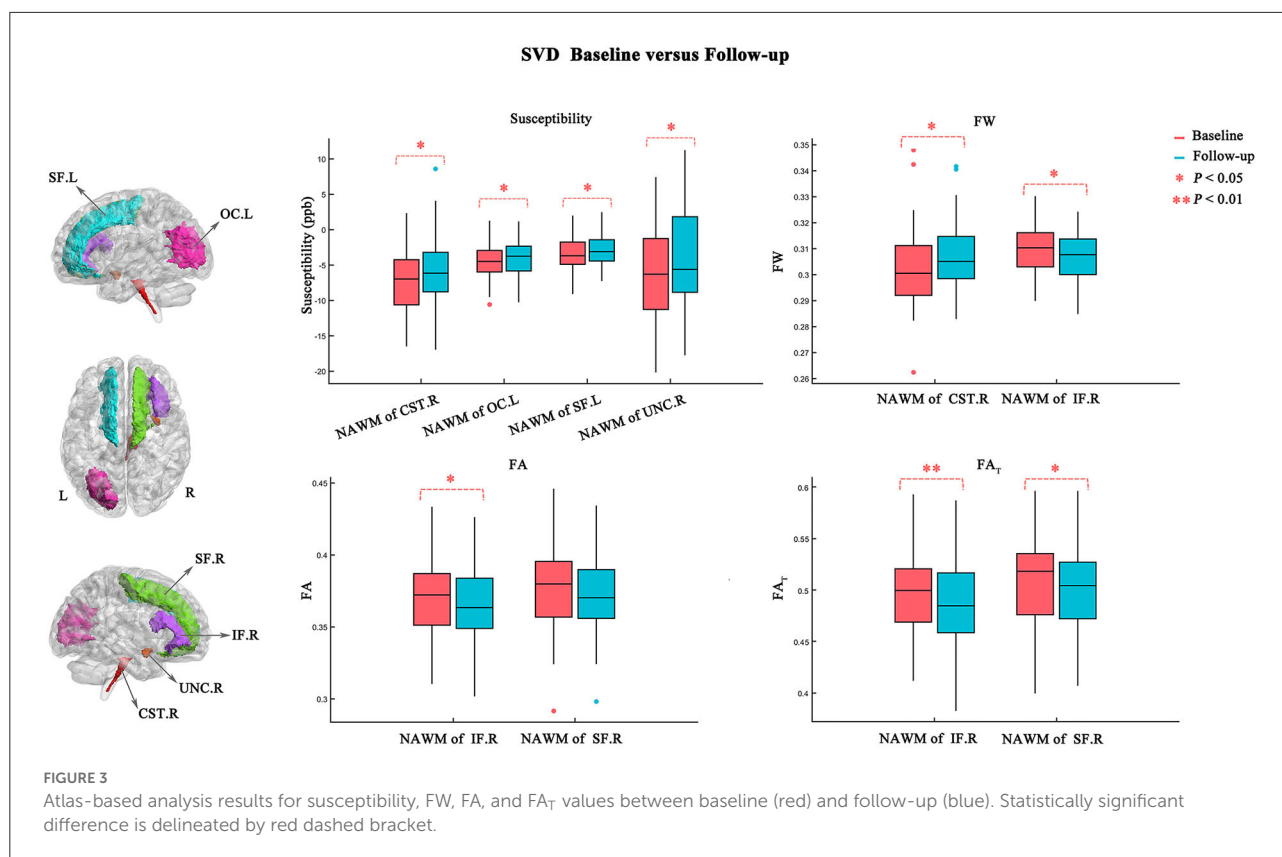 SVD Baseline versus Follow-up
SF.L
OC.L
L
R
SF.R
IF.R
UNC.R
CST.R
Susceptibility
Susceptibility (ppb)
10
5
0
-5
-10
-15
-20
*
*
*
*
NAWM of CST.R
NAWM of OC.L
NAWM of SF.L
NAWM of UNC.R
FW
FW
0.35
0.34
0.33
0.32
0.31
0.3
0.29
0.28
0.27
0.26
*
*
NAWM of CST.R
NAWM of IF.R
Baseline
Follow-up
* P < 0.05
** P < 0.01
FA
FA
0.45
0.4
0.35
0.3
*
NAWM of IF.R
NAWM of SF.R
FA_T
FA_T
0.6
0.55
0.5
0.45
0.4
**
*
NAWM of IF.R
NAWM of SF.R
FIGURE 3
Atlas-based analysis results for susceptibility, FW, FA, and FA_T values between baseline (red) and follow-up (blue). Statistically significant
difference is delineated by red dashed bracket.